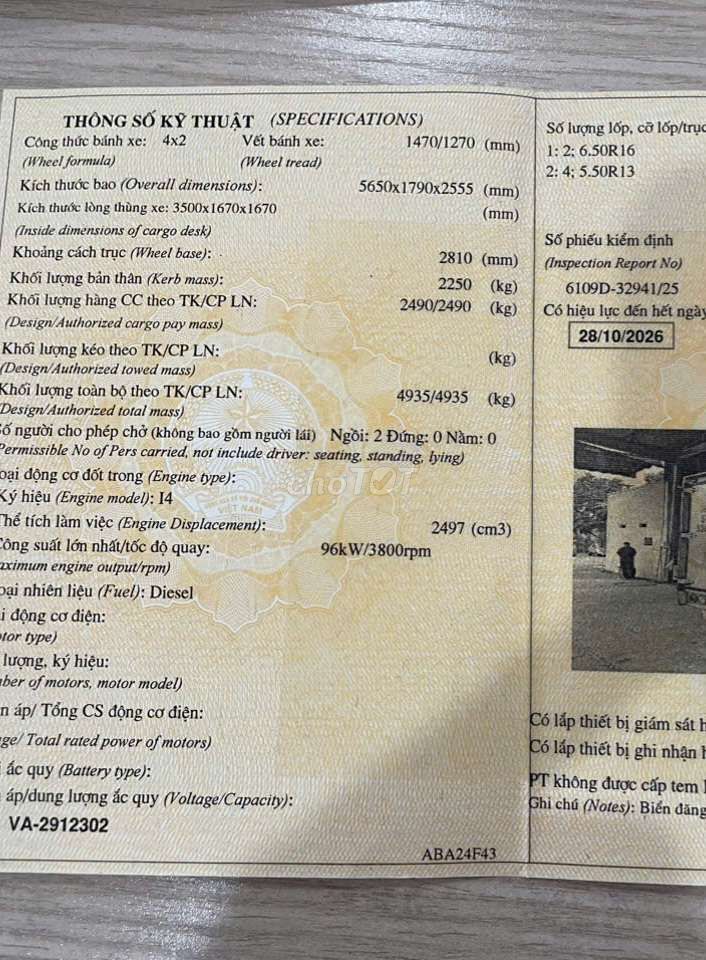 THÔNG SỐ KỸ THUẬT (SPECIFICATIONS)
Công thức bánh xe: 4x2 Vết bánh xe: 1470/1270 (mm)
(Wheel formula) (Wheel tread)
Kích thước bao (Overall dimensions): 5650x1790x2555 (mm)
Kích thước lòng thùng xe: 3500x1670x1670 (mm)
(Inside dimensions of cargo desk)
Khoảng cách trục (Wheel base): 2810 (mm)
Khối lượng bản thân (Kerb mass): 2250 (kg)
Khối lượng hàng CC theo TK/CP LN: 2490/2490 (kg)
(Design/Authorized cargo pay mass)
Khối lượng kéo theo TK/CP LN: (kg)
(Design/Authorized towed mass)
Khối lượng toàn bộ theo TK/CP LN: 4935/4935 (kg)
(Design/Authorized total mass)
ố người cho phép chở (không bao gồm người lái) Ngồi: 2 Đứng: 0 Nằm: 0
Permissible No of Pers carried, not include driver: seating, standing, lying)
oại động cơ đốt trong (Engine type):
Ký hiệu (Engine model): I4
Thể tích làm việc (Engine Displacement): 2497 (cm3)
Công suất lớn nhất/tốc độ quay: 96kW/3800rpm
aximum engine output/rpm)
oại nhiên liệu (Fuel): Diesel
i động cơ điện:
tor type)
lượng, ký hiệu:
ber of motors, motor model)
n áp/ Tổng CS động cơ điện:
ge/ Total rated power of motors)
i ắc quy (Battery type):
áp/dung lượng ắc quy (Voltage/Capacity):
VA-2912302
ABA24F43
VIỆT NAM
chợTỐT
Số lượng lốp, cỡ lốp/trục
1: 2; 6.50R16
2: 4; 5.50R13
Số phiếu kiểm định
(Inspection Report No)
6109D-32941/25
Có hiệu lực đến hết ngày
28/10/2026
Có lắp thiết bị giám sát h
Có lắp thiết bị ghi nhận h
PT không được cấp tem
Ghi chú (Notes): Biển đăng